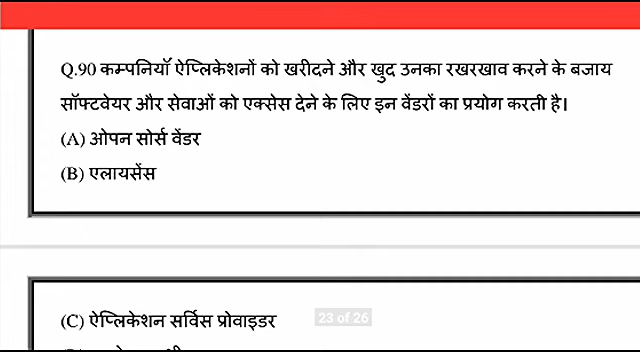 Q.90 कम्पनियाँ ऐप्लिकेशनों को खरीदने और खुद उनका रखरखाव करने के बजाय
सॉफ्टवेयर और सेवाओं को एक्सेस देने के लिए इन वेंडरों का प्रयोग करती है।
(A) ओपन सोर्स वेंडर
(B) एलायसेंस
(C) ऐप्लिकेशन सर्विस प्रोवाइडर
23 of 26